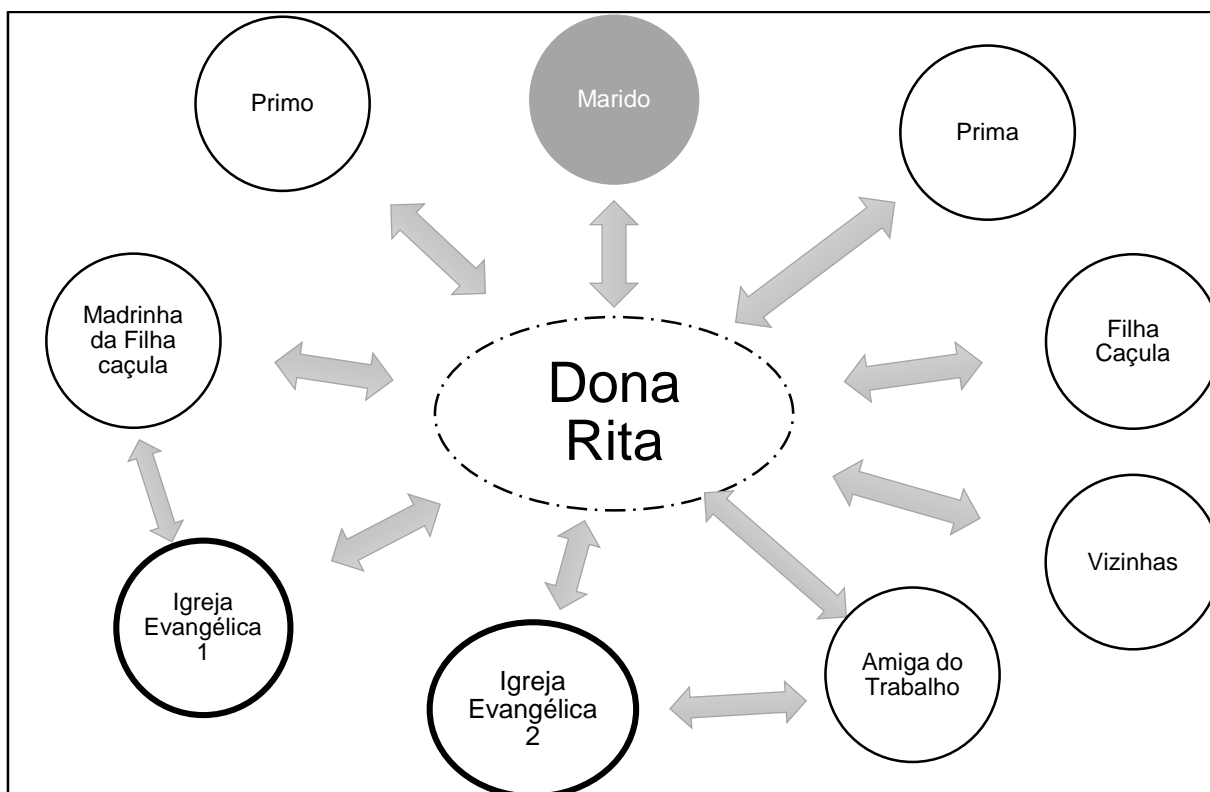 Primo
Marido
Prima
Madrinha
da Filha
caçula
Dona
Rita
Filha
Caçula
Vizinhas
Igreja
Evangélica
1
Igreja
Evangélica
2
Amiga do
Trabalho